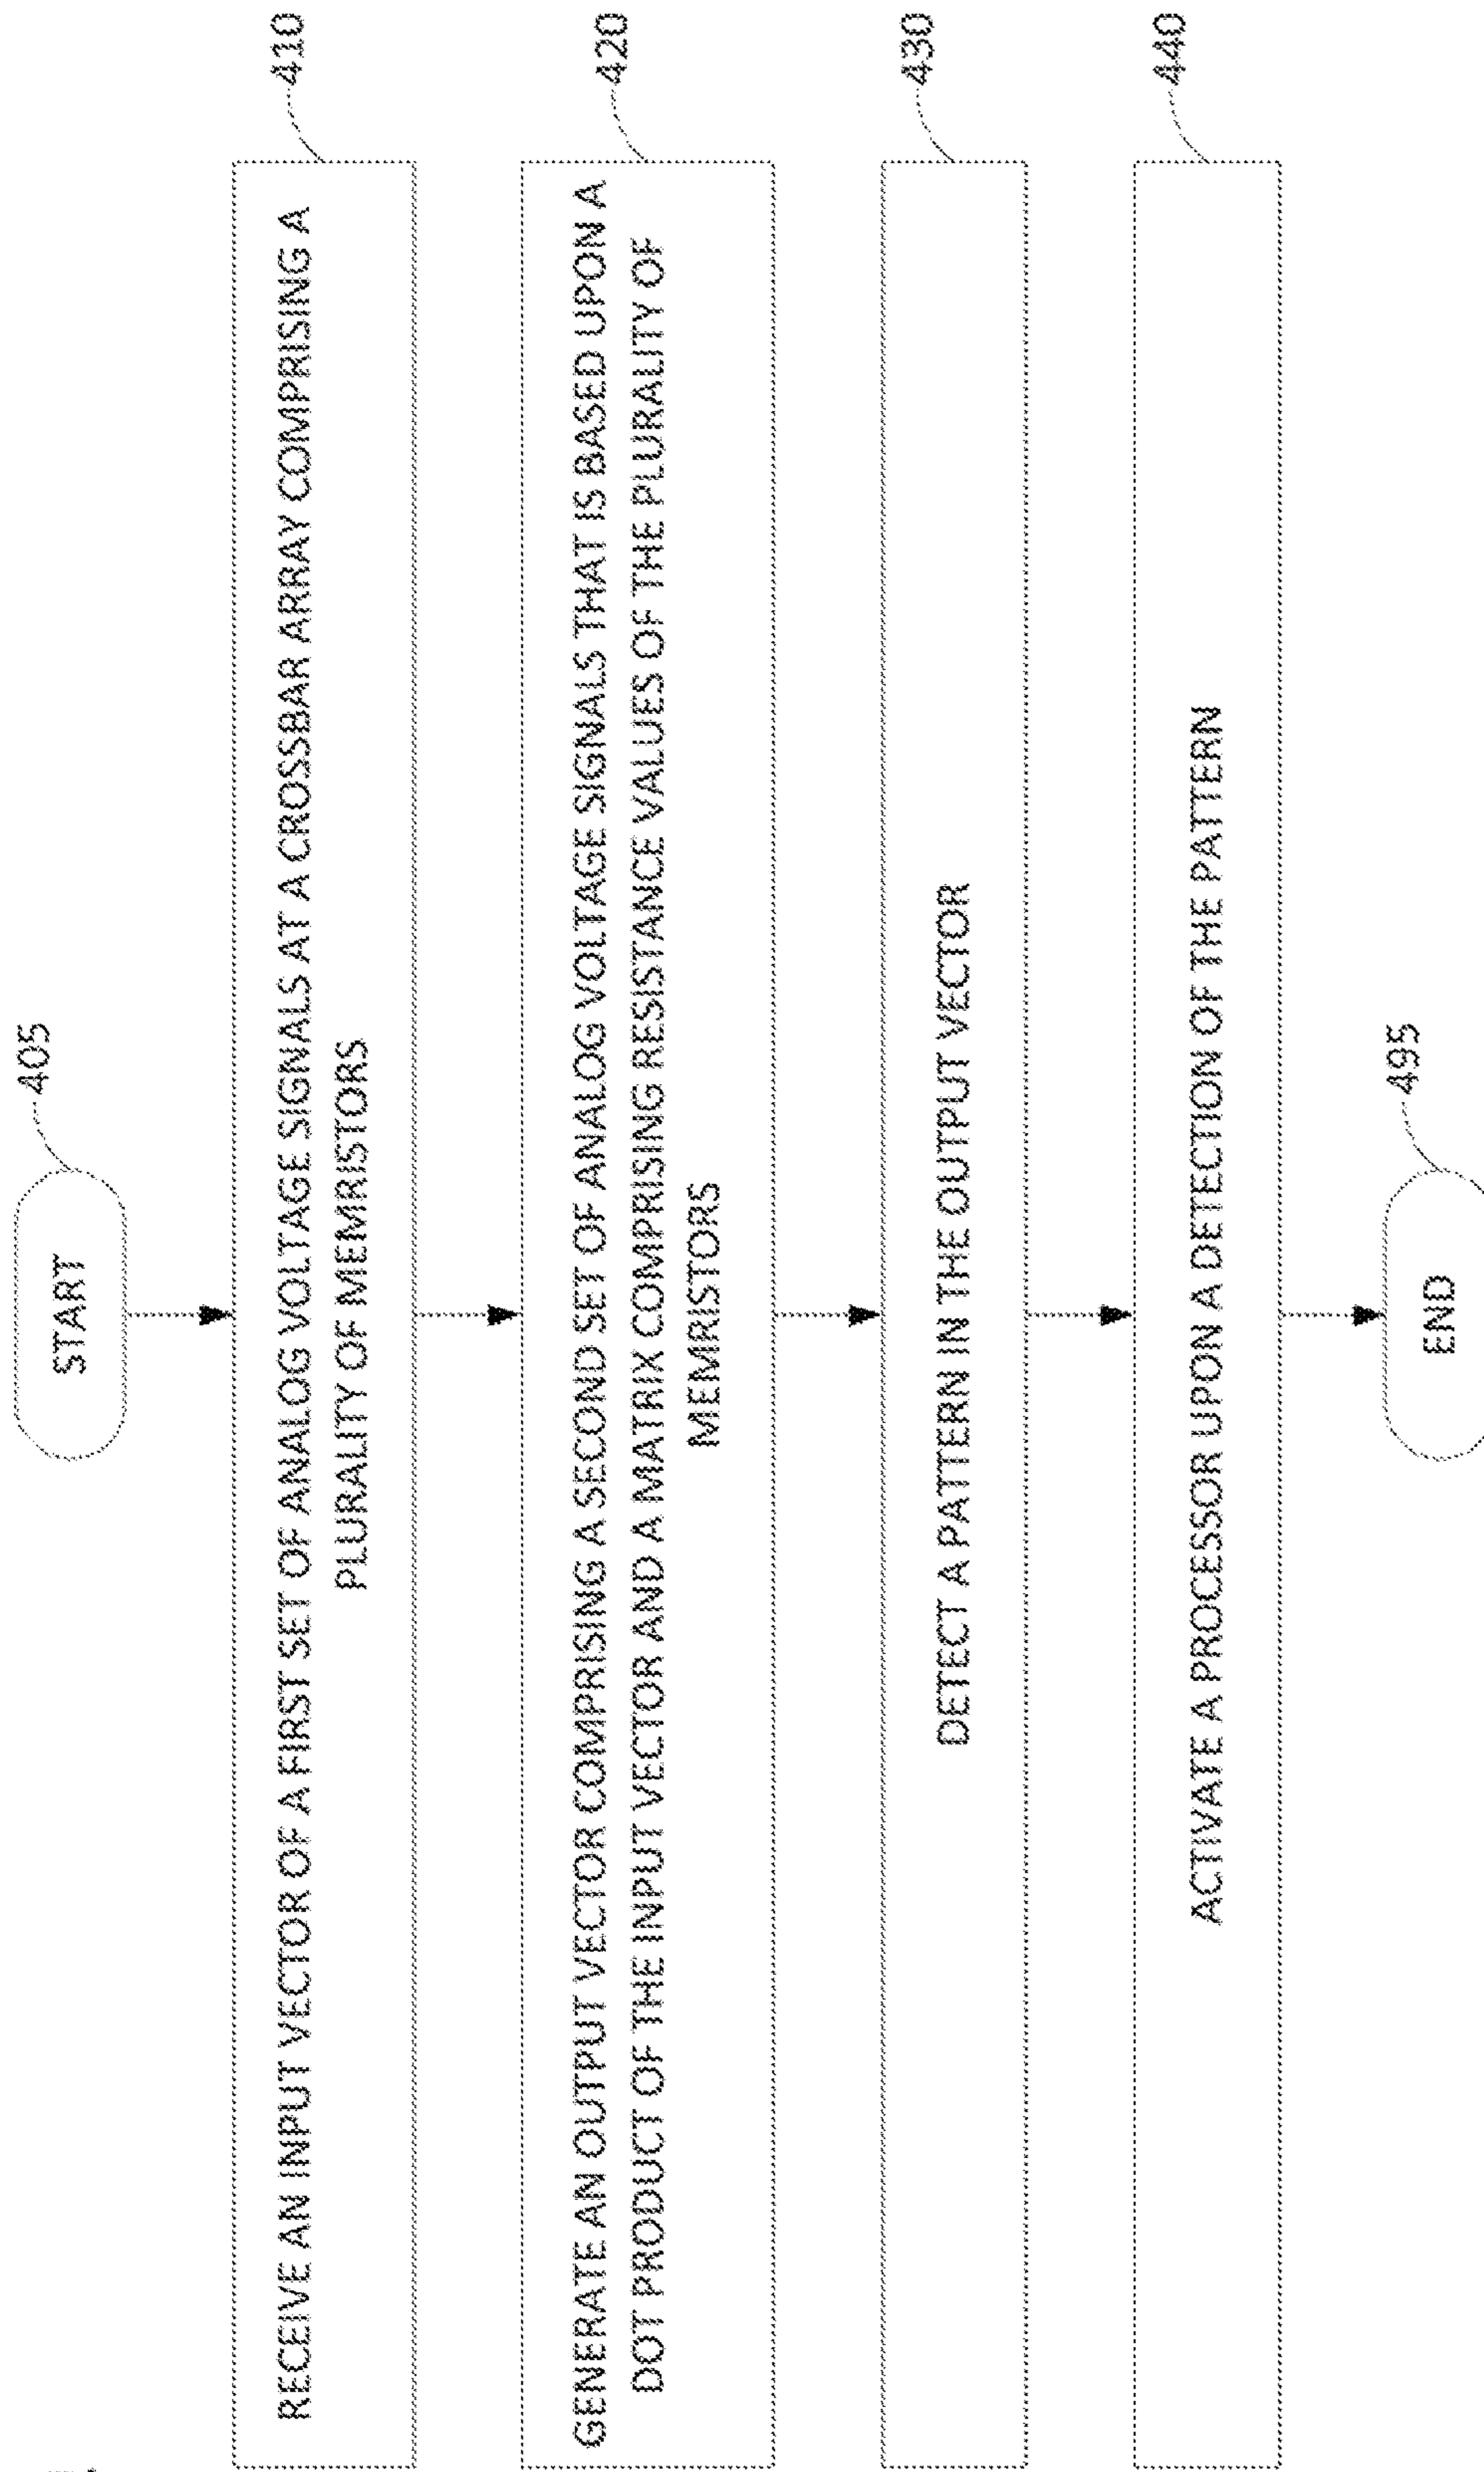 START
405
RECEIVE AN INPUT VECTOR OF A FIRST SET OF ANALOG VOLTAGE SIGNALS AT A CROSSBAR ARRAY COMPRISING A
PLURALITY OF MEMRISTORS
410
GENERATE AN OUTPUT VECTOR COMPRISING A SECOND SET OF ANALOG VOLTAGE SIGNALS THAT IS BASED UPON A
DOT PRODUCT OF THE INPUT VECTOR AND A MATRIX COMPRISING RESISTANCE VALUES OF THE PLURALITY OF
MEMRISTORS
420
DETECT A PATTERN IN THE OUTPUT VECTOR
430
ACTIVATE A PROCESSOR UPON A DETECTION OF THE PATTERN
440
END
495